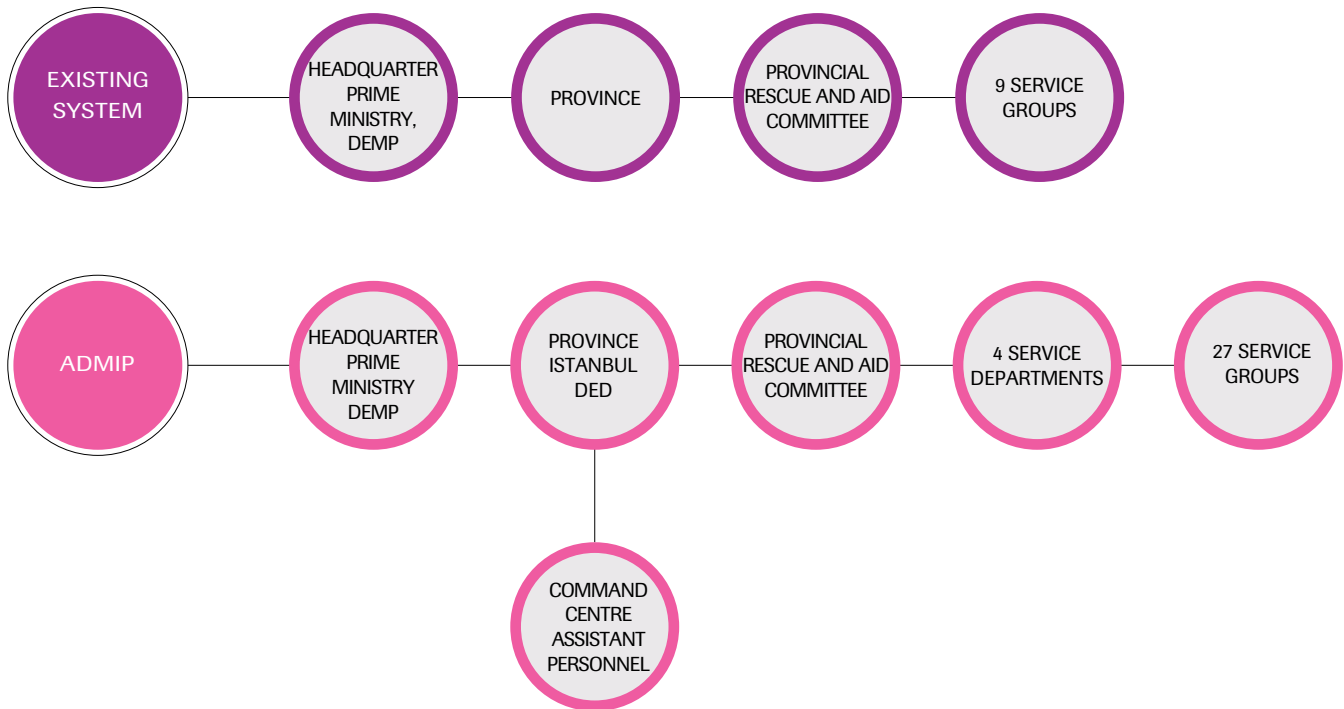 EXISTING
SYSTEM
HEADQUARTER
PRIME
MINISTRY,
DEMP
PROVINCE
PROVINCIAL
RESCUE AND AID
COMMITTEE
9 SERVICE
GROUPS
ADMIP
HEADQUARTER
PRIME
MINISTRY
DEMP
PROVINCE
ISTANBUL
DED
PROVINCIAL
RESCUE AND AID
COMMITTEE
4 SERVICE
DEPARTMENTS
27 SERVICE
GROUPS
COMMAND
CENTRE
ASSISTANT
PERSONNEL